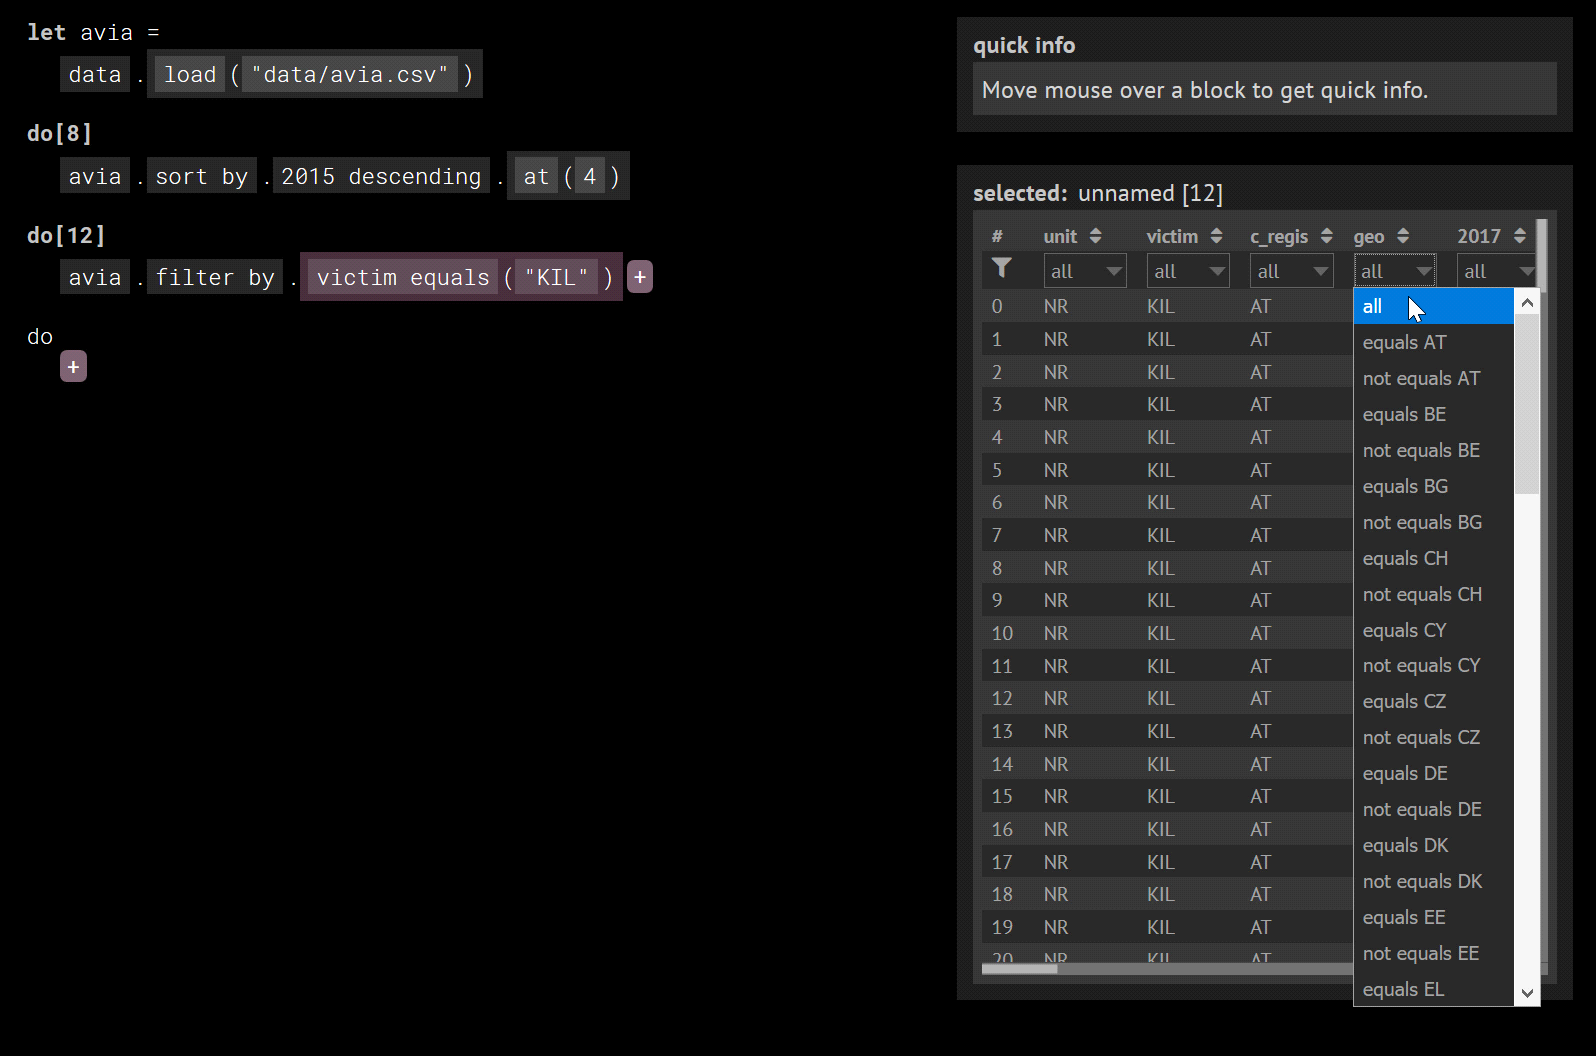 let avia =
data . load ( "data/avia.csv" )
do[8]
avia . sort by . 2015 descending . at ( 4 )
do[12]
avia . filter by . victim equals ( "KIL" ) +
do
+
quick info
Move mouse over a block to get quick info.
selected: unnamed [12]
# unit victim c_regis geo 2017
all all all all all
0 NR KIL AT
1 NR KIL AT
2 NR KIL AT
3 NR KIL AT
4 NR KIL AT
5 NR KIL AT
6 NR KIL AT
7 NR KIL AT
8 NR KIL AT
9 NR KIL AT
10 NR KIL AT
11 NR KIL AT
12 NR KIL AT
13 NR KIL AT
14 NR KIL AT
15 NR KIL AT
16 NR KIL AT
17 NR KIL AT
18 NR KIL AT
19 NR KIL AT
20 NR KIL AT
all
equals AT
not equals AT
equals BE
not equals BE
equals BG
not equals BG
equals CH
not equals CH
equals CY
not equals CY
equals CZ
not equals CZ
equals DE
not equals DE
equals DK
not equals DK
equals EE
not equals EE
equals EL